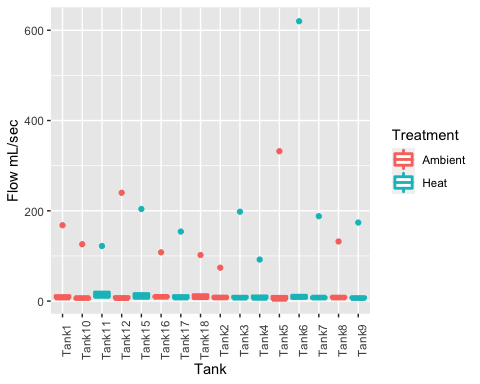 Flow mL/sec
600
400
200
0
Tank1
Tank10
Tank11
Tank12
Tank15
Tank16
Tank17
Tank18
Tank2
Tank3
Tank4
Tank5
Tank6
Tank7
Tank8
Tank9
Tank
Treatment
Ambient
Heat